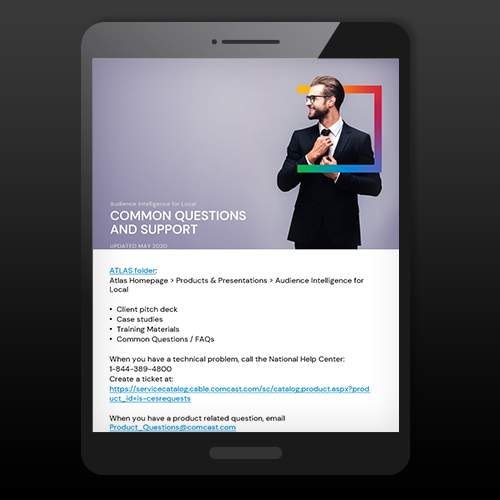 Audience Intelligence for Local
COMMON QUESTIONS
AND SUPPORT
UPDATED MAY 2020
ATLAS folder:
Atlas Homepage > Products & Presentations > Audience Intelligence for
Local
• Client pitch deck
• Case studies
• Training Materials
• Common Questions / FAQs
When you have a technical problem, call the National Help Center:
1-844-389-4800
Create a ticket at:
https://servicecatalog.cable.comcast.com/sc/catalog.product.aspx?prod
uct_id=is-cesrequests
When you have a product related question, email
Product_Questions@comcast.com